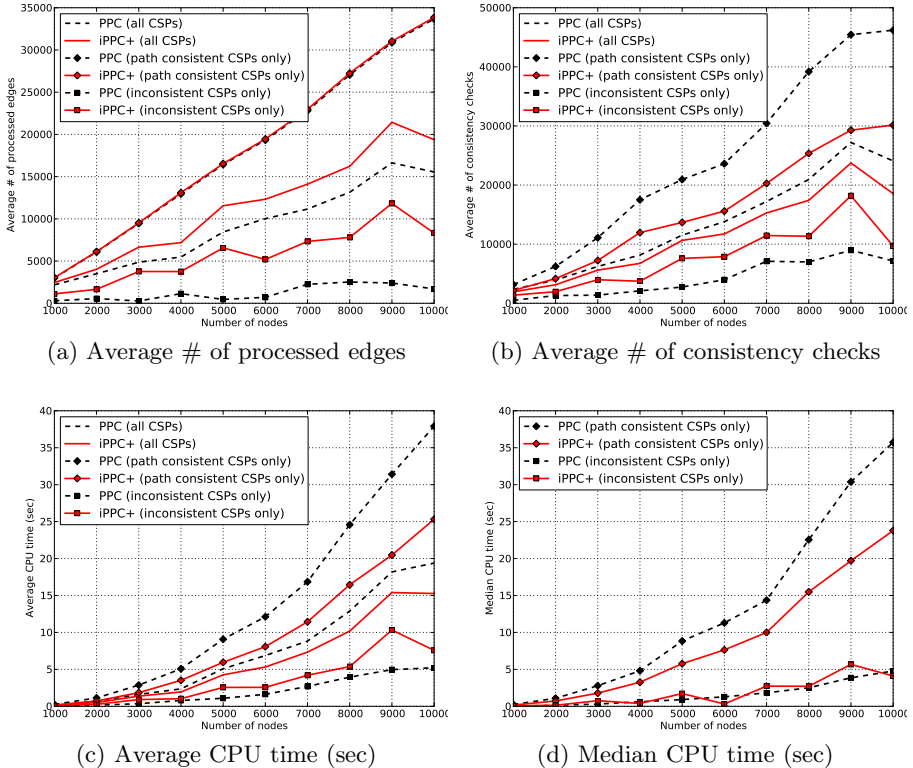 35000
30000
25000
20000
15000
10000
5000
0
Average # of processed edges
PPC (all CSPs)
iPPC+ (all CSPs)
PPC (path consistent CSPs only)
iPPC+ (path consistent CSPs only)
PPC (inconsistent CSPs only)
iPPC+ (inconsistent CSPs only)
1000 2000 3000 4000 5000 6000 7000 8000 9000 10000
Number of nodes
(a) Average # of processed edges
50000
40000
30000
20000
10000
0
Average # of consistency checks
PPC (all CSPs)
iPPC+ (all CSPs)
PPC (path consistent CSPs only)
iPPC+ (path consistent CSPs only)
PPC (inconsistent CSPs only)
iPPC+ (inconsistent CSPs only)
1000 2000 3000 4000 5000 6000 7000 8000 9000 10000
Number of nodes
(b) Average # of consistency checks
40
35
30
25
20
15
10
5
0
Average CPU time (sec)
PPC (all CSPs)
iPPC+ (all CSPs)
PPC (path consistent CSPs only)
iPPC+ (path consistent CSPs only)
PPC (inconsistent CSPs only)
iPPC+ (inconsistent CSPs only)
1000 2000 3000 4000 5000 6000 7000 8000 9000 10000
Number of nodes
(c) Average CPU time (sec)
40
35
30
25
20
15
10
5
0
Median CPU time (sec)
PPC (path consistent CSPs only)
iPPC+ (path consistent CSPs only)
PPC (inconsistent CSPs only)
iPPC+ (inconsistent CSPs only)
1000 2000 3000 4000 5000 6000 7000 8000 9000 10000
Number of nodes
(d) Median CPU time (sec)